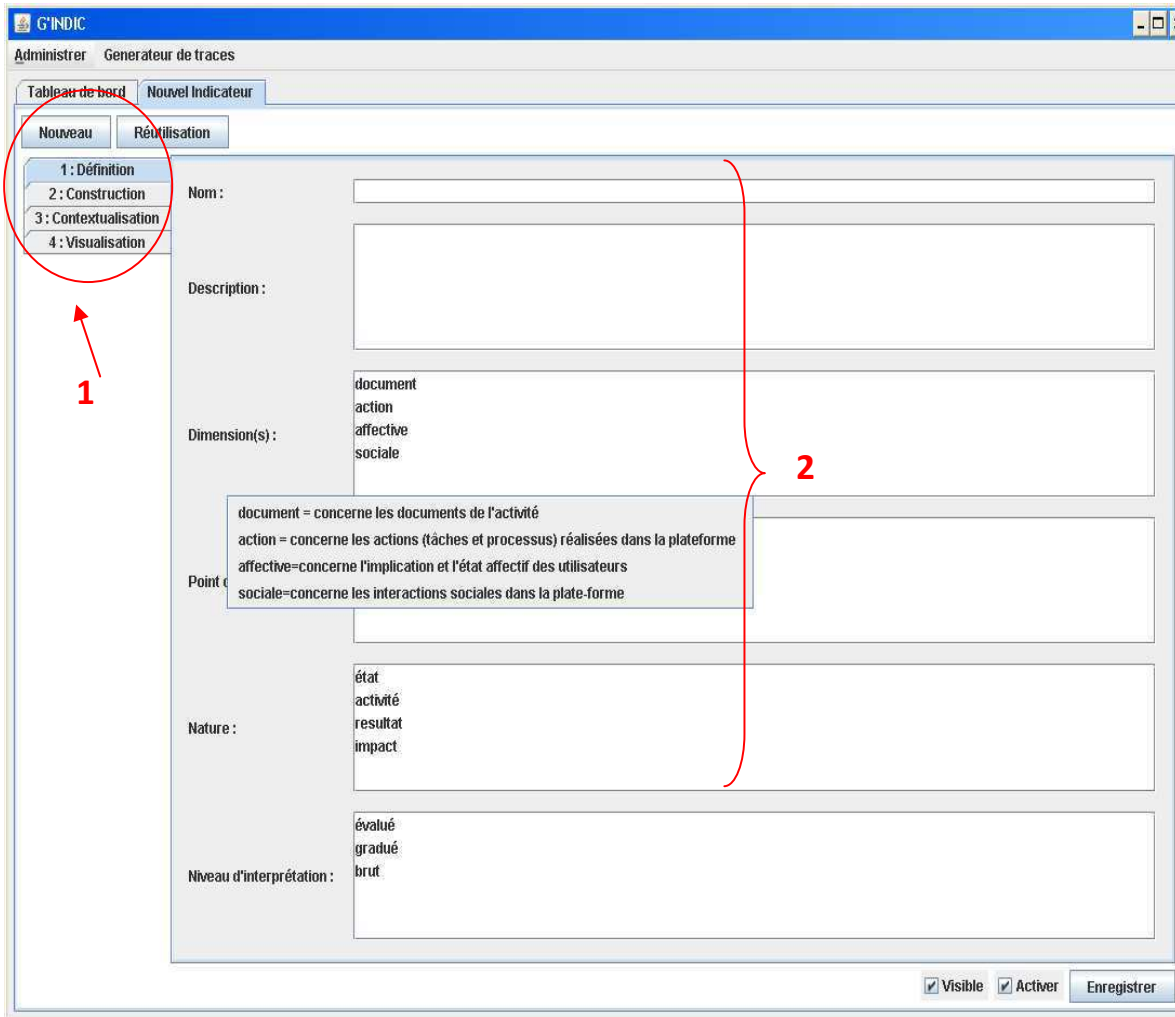 G'INDIC
Administrer Generateur de traces
Tableau de bord Nouvel Indicateur
Nouveau Réutilisation
1 : Définition
2 : Construction
3 : Contextualisation
4 : Visualisation
1
Nom :
Description :
Dimension(s) :
document
action
affective
sociale
2
document = concerne les documents de l'activité
action = concerne les actions (tâches et processus) réalisées dans la plateforme
affective=concerne l'implication et l'état affectif des utilisateurs
sociale=concerne les interactions sociales dans la plate-forme
Point
Nature :
état
activité
resultat
impact
Niveau d'interprétation :
évalué
gradué
brut
Visible Activer Enregistrer